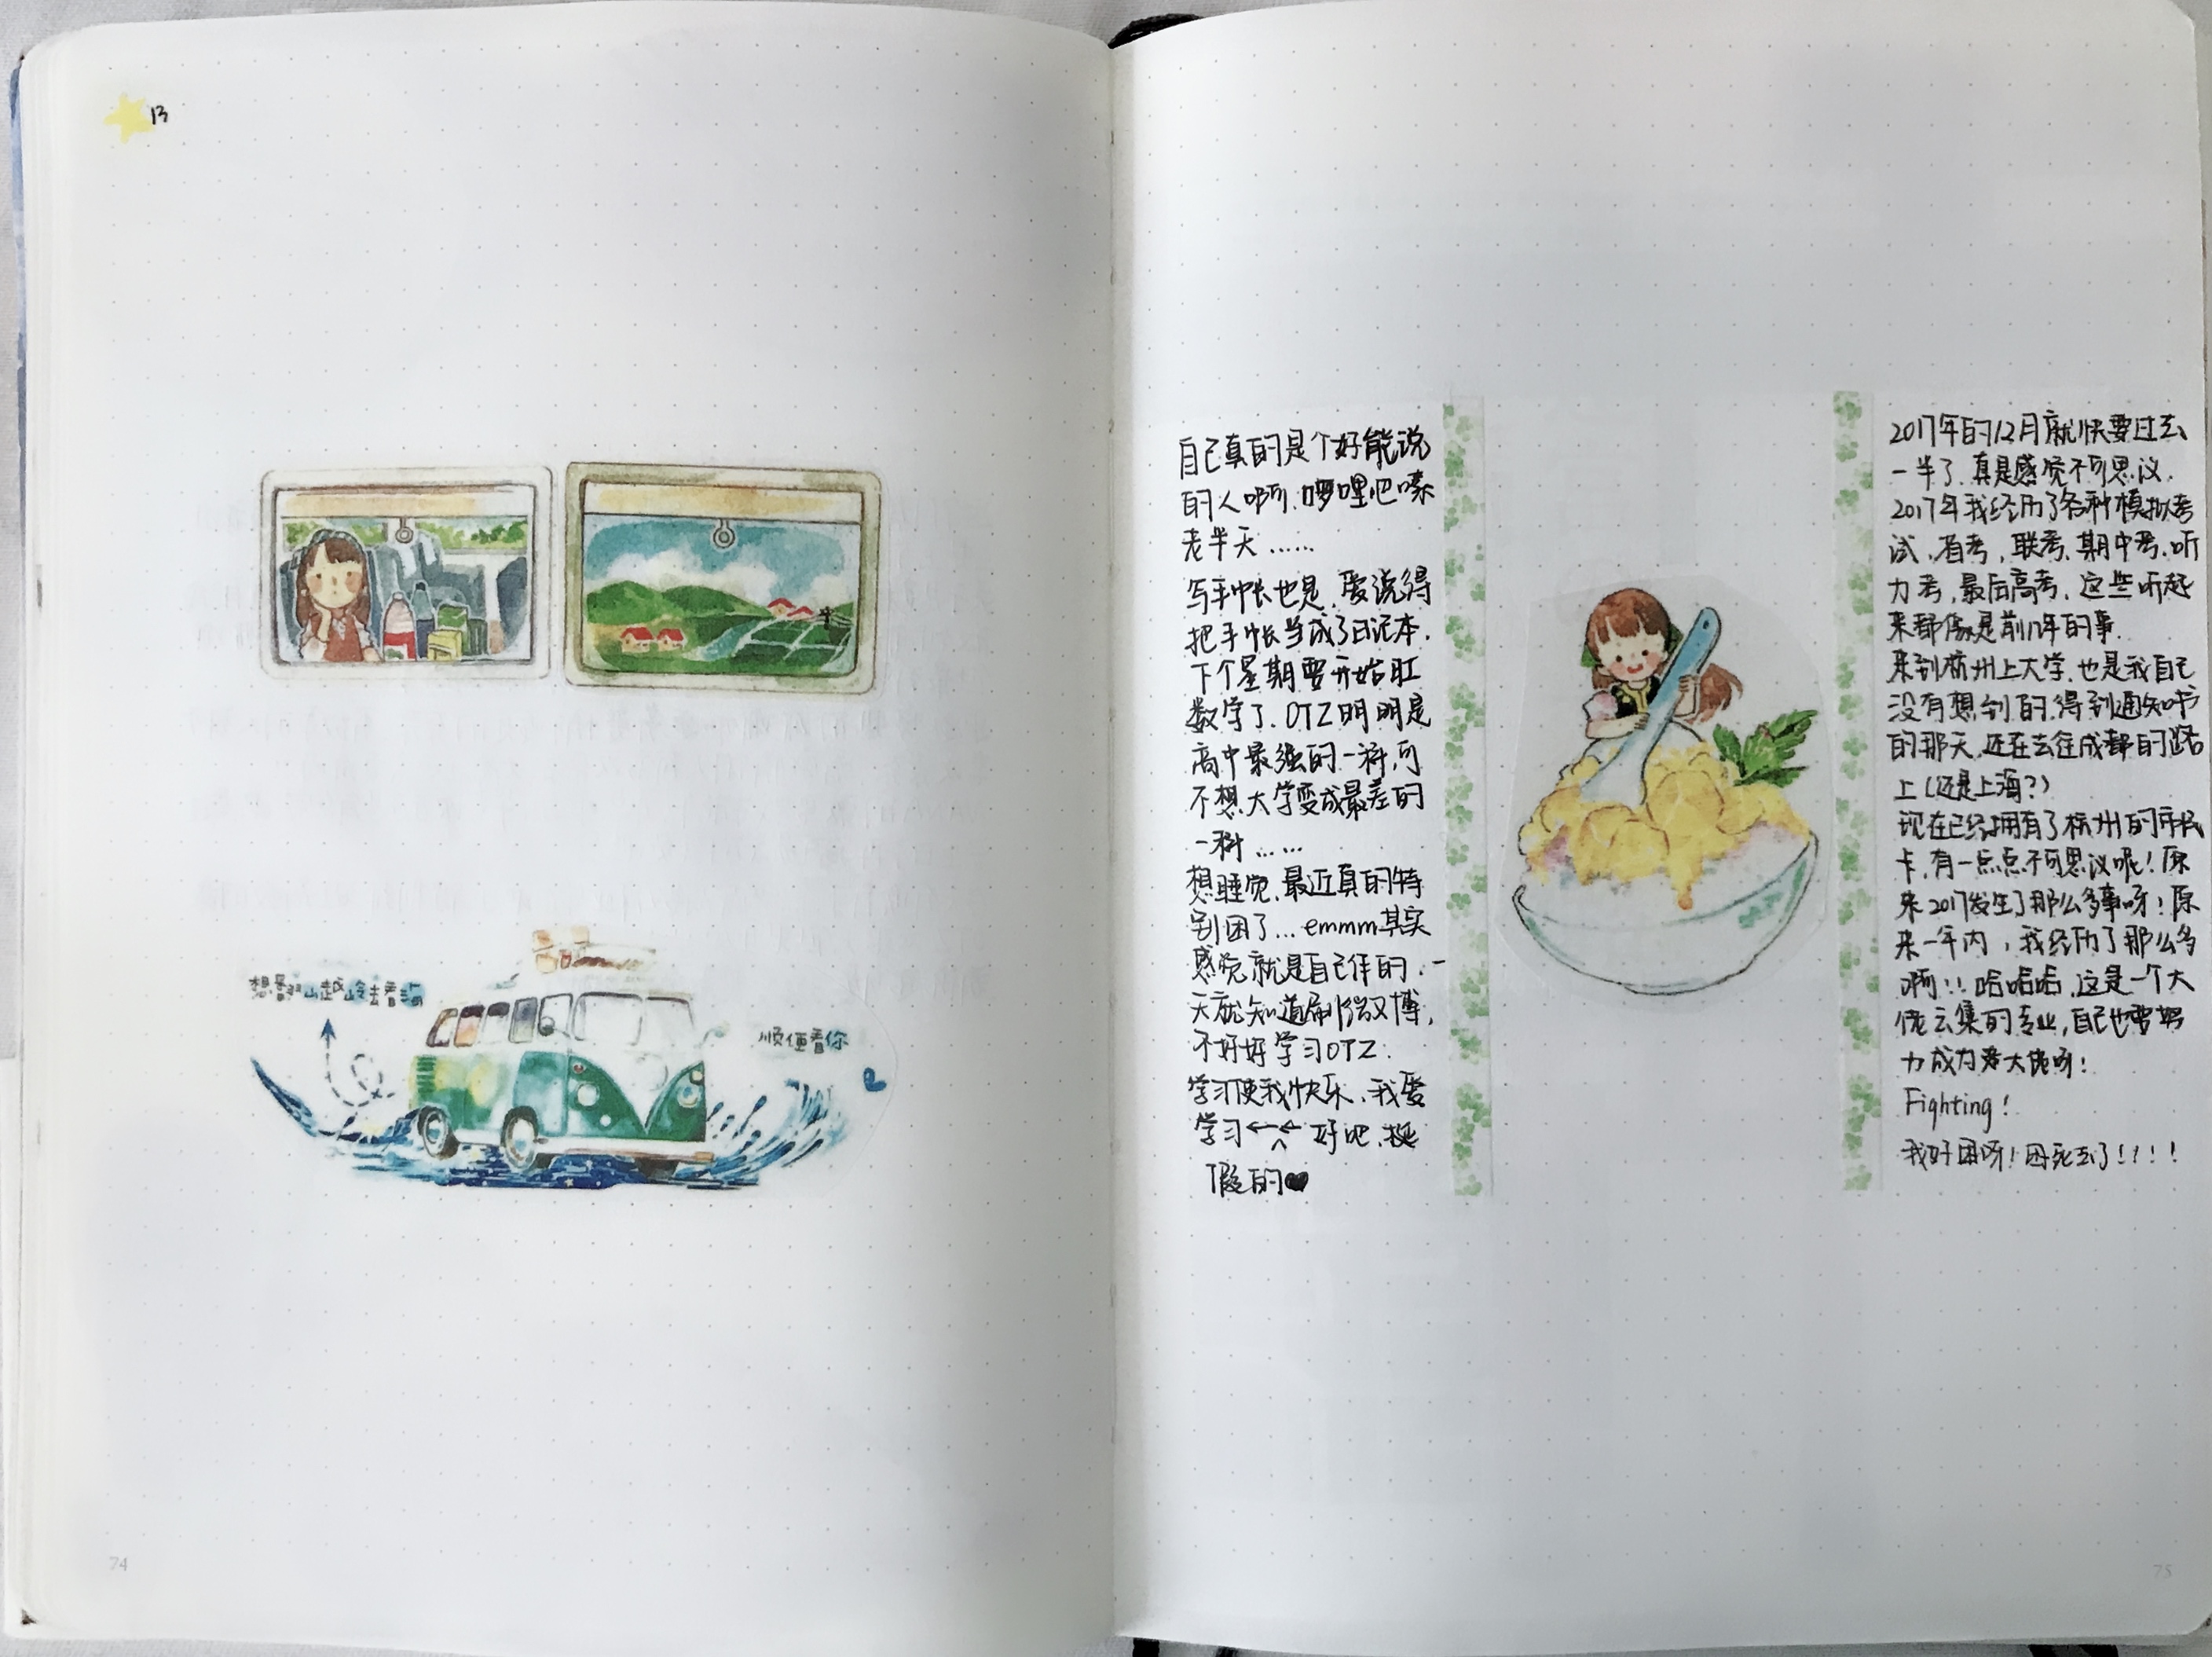 13
想翻山越岭去看海
顺便看你
自己真的是个好能说
的人啊,啰哩吧嗦
老半天……
写手帐也是,爱说得
把手帐当成了日记本.
下个星期要开始肛
数学了,OTZ明明是
高中最强的一科,可
不想大学变成最差的
一科……
想睡觉,最近真的特
别困了…emmm其实
感觉就是自己作的,一
天就知道刷微博,
不好好学习OTZ.
学习使我快乐,我爱
学习←_← 好吧,挺
假的♥
2017年的12月就快要过去
一半了,真是感觉不可思议.
2017年我经历了各种模拟考
试,省考,联考,期中考,听
力考,最后高考,这些听起
来都像是前几年的事.
来到杭州上大学,也是我自己
没有想到的,得到通知书
的那天,还在去往成都的路
上(还是上海?)
现在已经拥有了杭州的市民
卡,有一点点不可思议呢!原
来2017发生了那么多事呀!原
来一年内,我经历了那么多
啊!!哈哈哈,这是一个大
佬云集的专业,自己也要努
力成为大佬呀!
Fighting!
我好困呀!困死去了!!!!
74
75